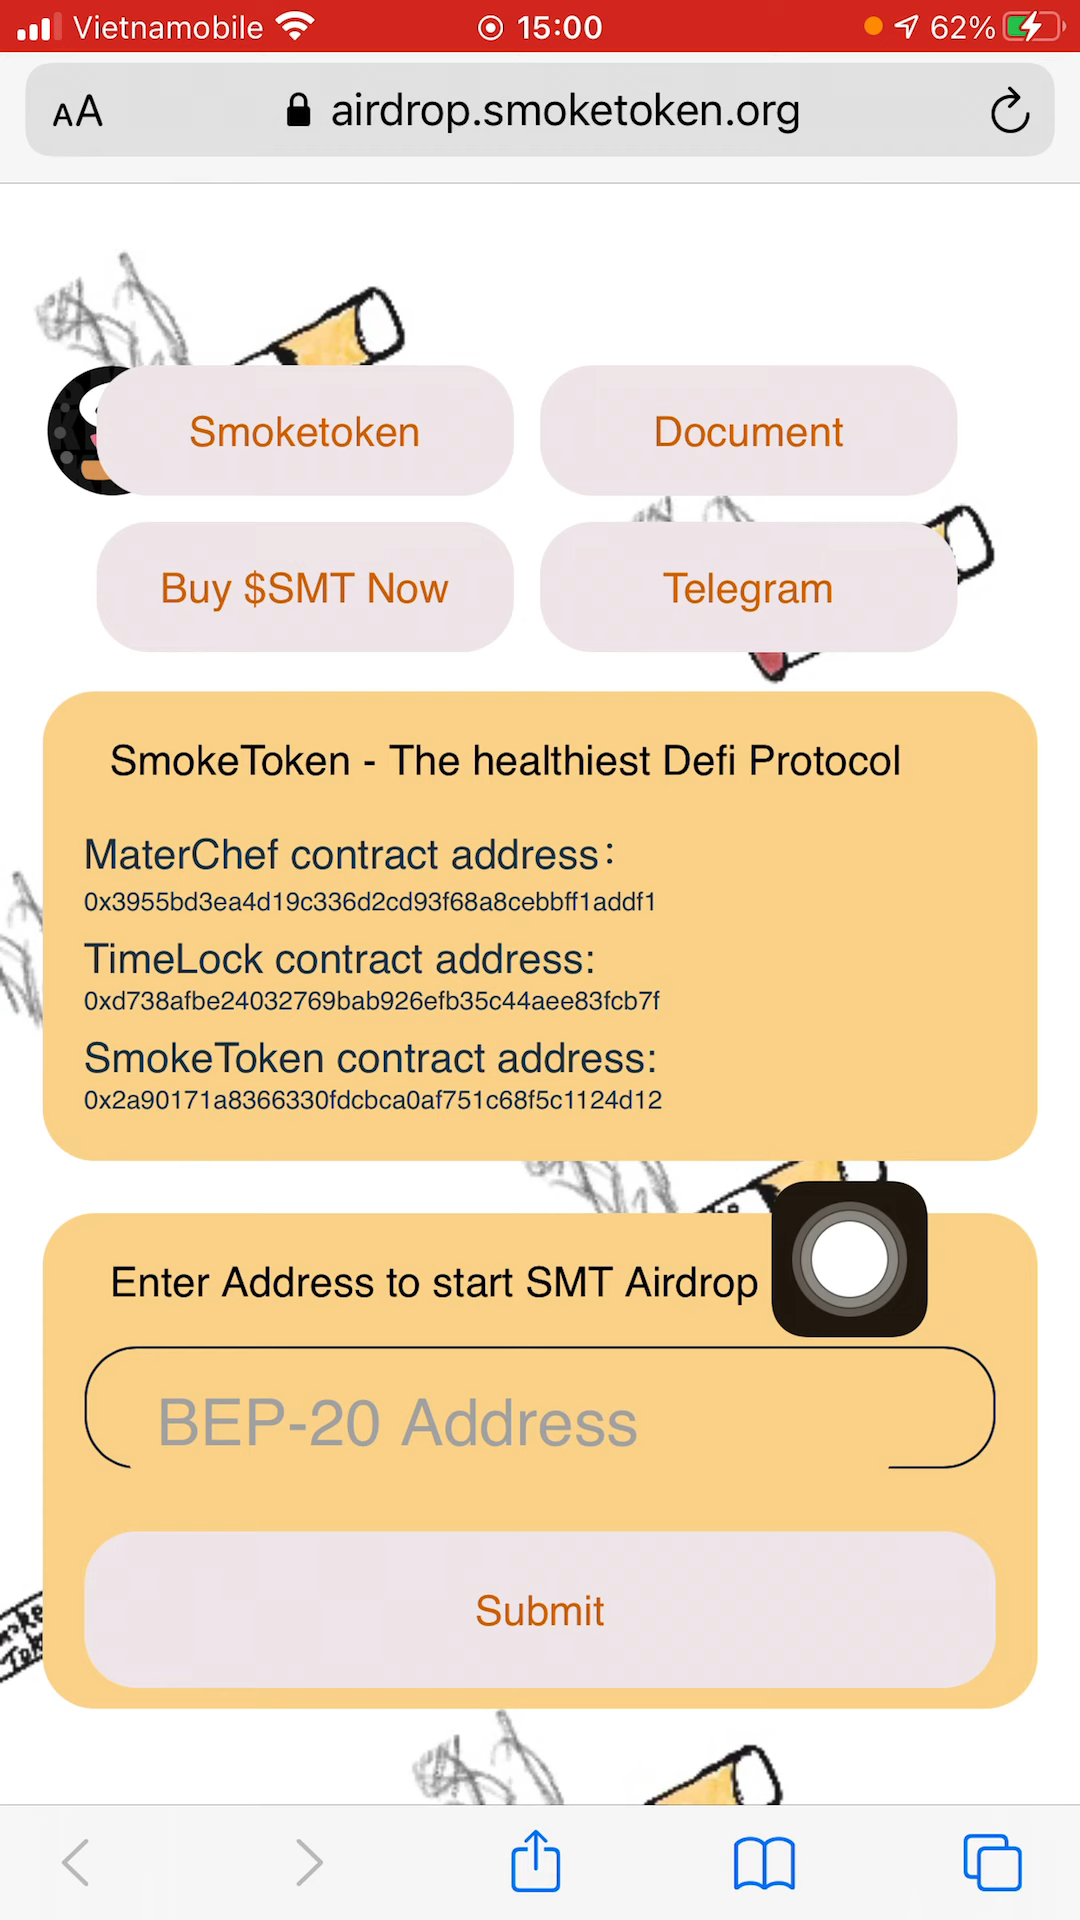 Vietnamobile 15:00 62%
AA airdrop.smoketoken.org
Smoketoken Document
Buy $SMT Now Telegram
SmokeToken - The healthiest Defi Protocol
MaterChef contract address:
0x3955bd3ea4d19c336d2cd93f68a8cebbff1addf1
TimeLock contract address:
0xd738afbe24032769bab926efb35c44aee83fcb7f
SmokeToken contract address:
0x2a90171a8366330fdcbca0af751c68f5c1124d12
Enter Address to start SMT Airdrop
BEP-20 Address
Submit